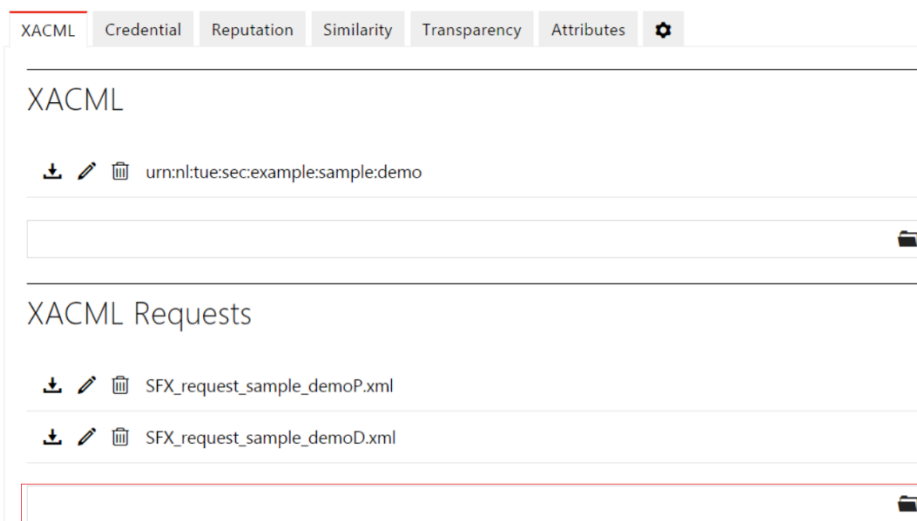 XACML Credential Reputation Similarity Transparency Attributes
XACML
urn:nl:tue:sec:example:sample:demo
XACML Requests
SFX_request_sample_demoP.xml
SFX_request_sample_demoD.xml